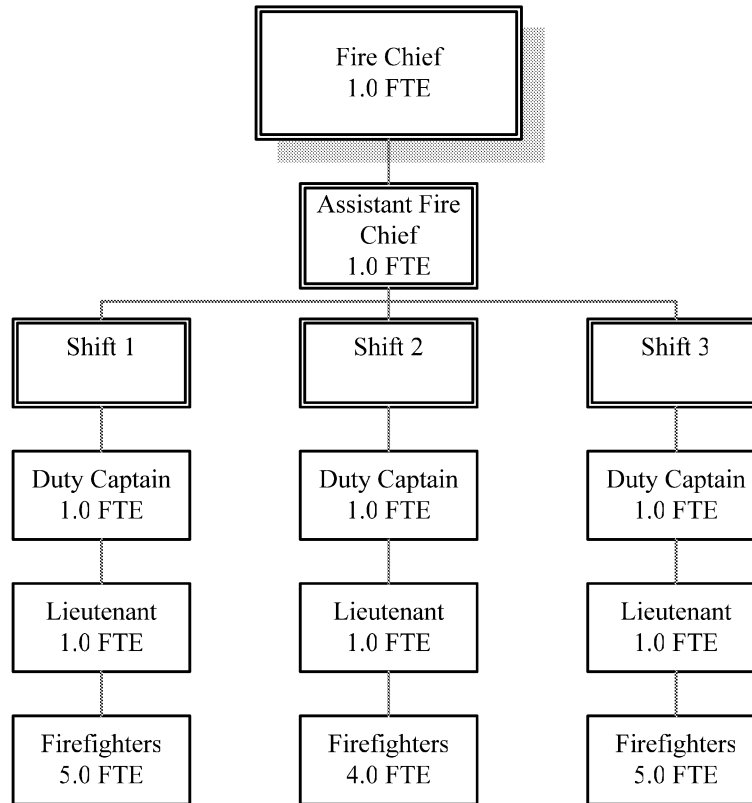 Fire Chief
1.0 FTE
Assistant Fire
Chief
1.0 FTE
Shift 1
Shift 2
Shift 3
Duty Captain
1.0 FTE
Duty Captain
1.0 FTE
Duty Captain
1.0 FTE
Lieutenant
1.0 FTE
Lieutenant
1.0 FTE
Lieutenant
1.0 FTE
Firefighters
5.0 FTE
Firefighters
4.0 FTE
Firefighters
5.0 FTE